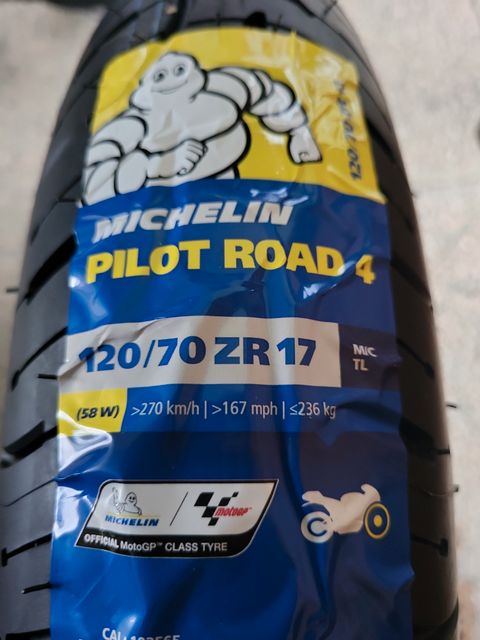 MICHELIN
PILOT ROAD 4
120/70 ZR 17
M/C
TL
(58 W)
>270 km/h | >167 mph | ≤236 kg
MICHELIN
MotoGP™
OFFICIAL MotoGP™ CLASS TYRE